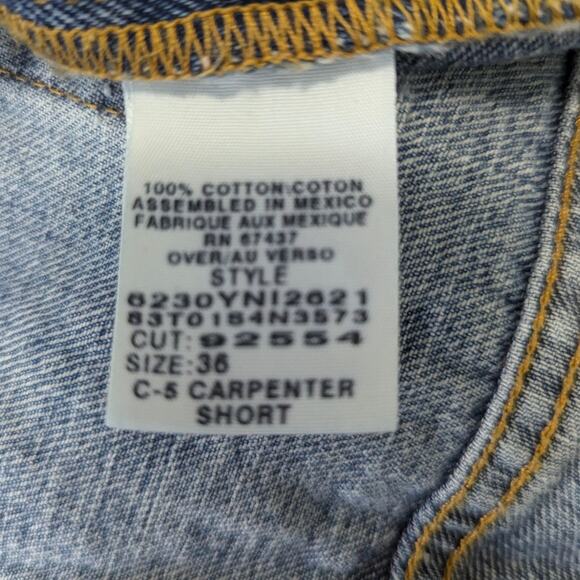 100% COTTON\COTON
ASSEMBLED IN MEXICO
FABRIQUE AUX MEXIQUE
RN 67437
OVER/AU VERSO
STYLE
6230YNI2621
83T0184N3573
CUT: 92554
SIZE: 36
C-5 CARPENTER
SHORT